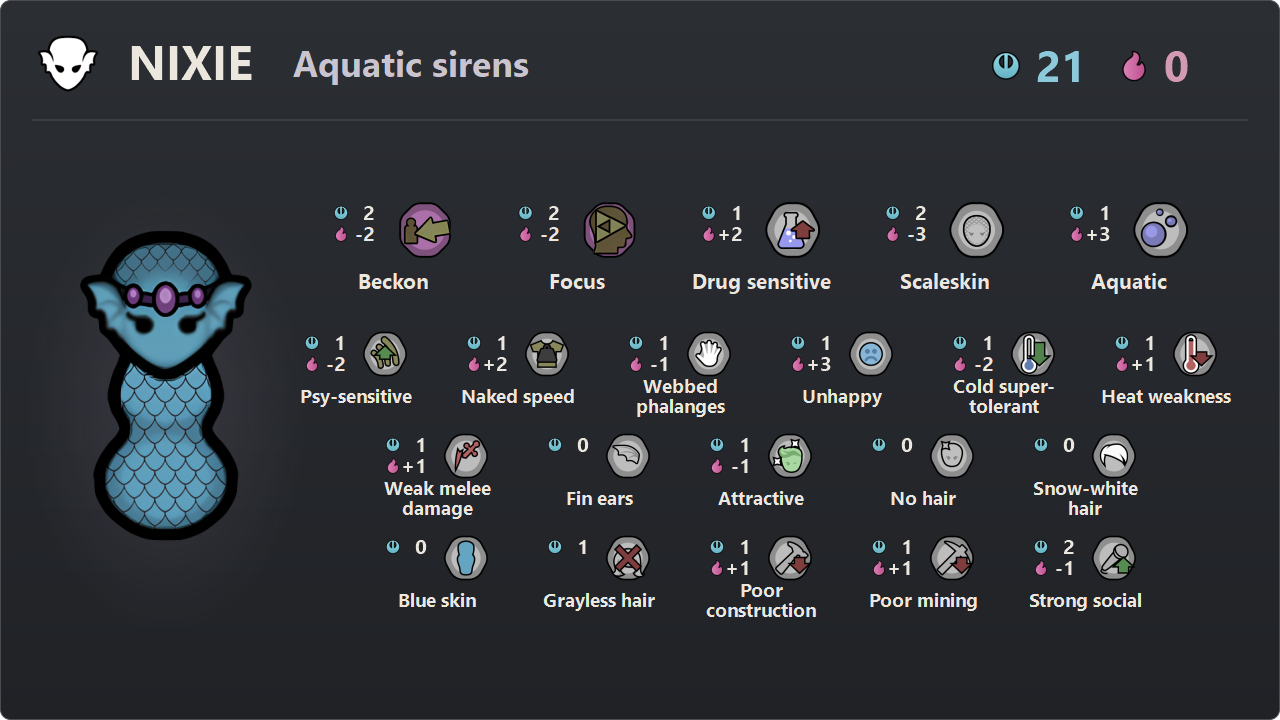 NIXIE Aquatic sirens 21 0
2 2 1 2 1
-2 -2 +2 -3 +3
Beckon Focus Drug sensitive Scaleskin Aquatic
1 1 1 1 1 1
-2 +2 -1 +3 -2 +1
Psy-sensitive Naked speed Webbed phalanges Unhappy Cold super-tolerant Heat weakness
1 0 1 0 0
+1 -1
Weak melee damage Fin ears Attractive No hair Snow-white hair
0 1 1 1 2
+1 +1 -1
Blue skin Grayless hair Poor construction Poor mining Strong social